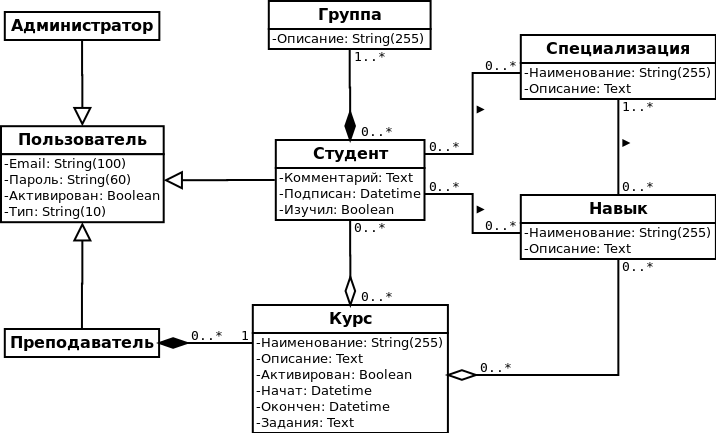 Администратор
Группа
-Описание: String(255)
1..*
0..*
Специализация
-Наименование: String(255)
-Описание: Text
0..*
1..*
Пользователь
-Email: String(100)
-Пароль: String(60)
-Активирован: Boolean
-Тип: String(10)
Студент
-Комментарий: Text
-Подписан: Datetime
-Изучил: Boolean
0..*
0..*
0..*
0..*
0..*
Навык
-Наименование: String(255)
-Описание: Text
0..*
0..*
Преподаватель
0..*
1
0..*
Курс
-Наименование: String(255)
-Описание: Text
-Активирован: Boolean
-Начат: Datetime
-Окончен: Datetime
-Задания: Text